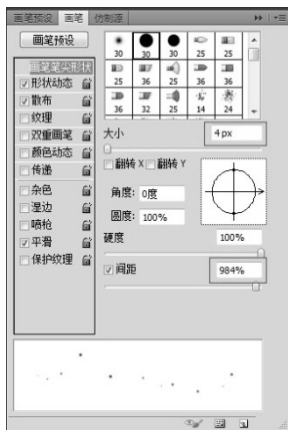 画笔预设 画笔 仿制源
画笔预设
30 30 30 25 25
25 36 25 36 36
36 32 25 14 24
画笔笔尖形状
形状动态
散布
纹理
双重画笔
颜色动态
传递
杂色
湿边
喷枪
平滑
保护纹理
大小 4 px
翻转 X 翻转 Y
角度: 0度
圆度: 100%
硬度 100%
间距 984%